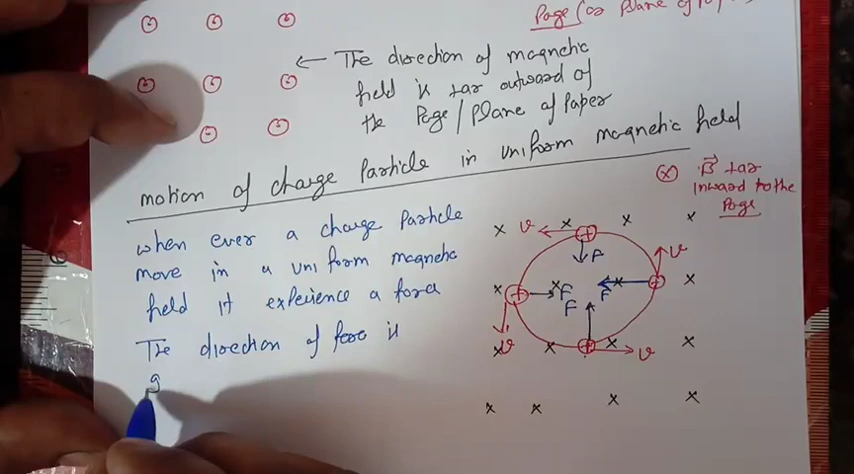 Page (or Plane of
← The direction of magnetic
field is +ar outward of
the Page/Plane of Paper
motion of charge Particle in uniform magnetic field
⊗ B⃗ +ar
inward to the
Page
when ever a charge Particle
move in a uniform magnetic
field it experience a force
The direction of force is
g
x v x x x
F v
x x F F x x
F
x v x x v x
x x x x